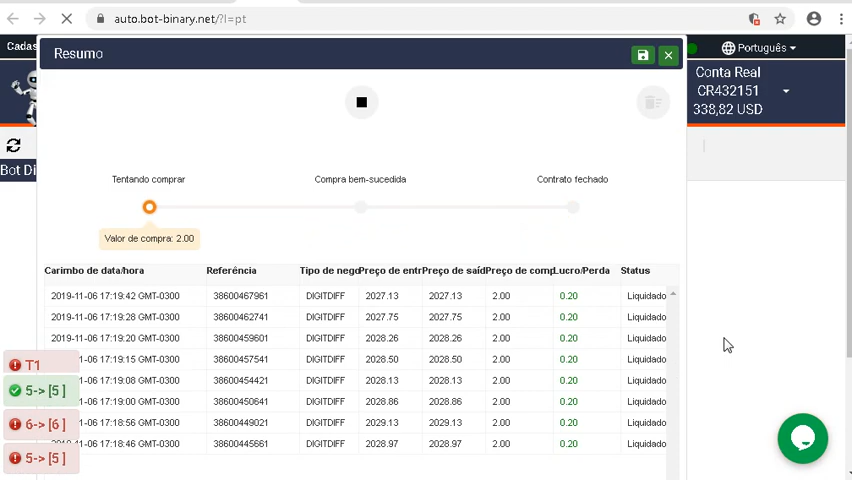 auto.bot-binary.net/?l=pt
Cadas
Resumo
Português
Conta Real
CR432151
338,82 USD
Bot Di
Tentando comprar
Compra bem-sucedida
Contrato fechado
Valor de compra: 2.00
Carimbo de data/hora Referência Tipo de nego Preço de entr Preço de saíd Preço de comp Lucro/Perda Status
2019-11-06 17:19:42 GMT-0300 38600467961 DIGITDIFF 2027.13 2027.13 2.00 0.20 Liquidado
2019-11-06 17:19:28 GMT-0300 38600462741 DIGITDIFF 2027.75 2027.75 2.00 0.20 Liquidado
2019-11-06 17:19:20 GMT-0300 38600459601 DIGITDIFF 2028.26 2028.26 2.00 0.20 Liquidado
-11-06 17:19:15 GMT-0300 38600457541 DIGITDIFF 2028.50 2028.50 2.00 0.20 Liquidado
T1
-11-06 17:19:08 GMT-0300 38600454421 DIGITDIFF 2028.13 2028.13 2.00 0.20 Liquidado
5-> [5 ]
-11-06 17:19:00 GMT-0300 38600450641 DIGITDIFF 2028.86 2028.86 2.00 0.20 Liquidado
6-> [6 ]
-11-06 17:18:56 GMT-0300 38600449021 DIGITDIFF 2029.13 2029.13 2.00 0.20 Liquidado
-11-06 17:18:46 GMT-0300 38600445661 DIGITDIFF 2028.97 2028.97 2.00 0.20 Liquidado
5-> [5 ]